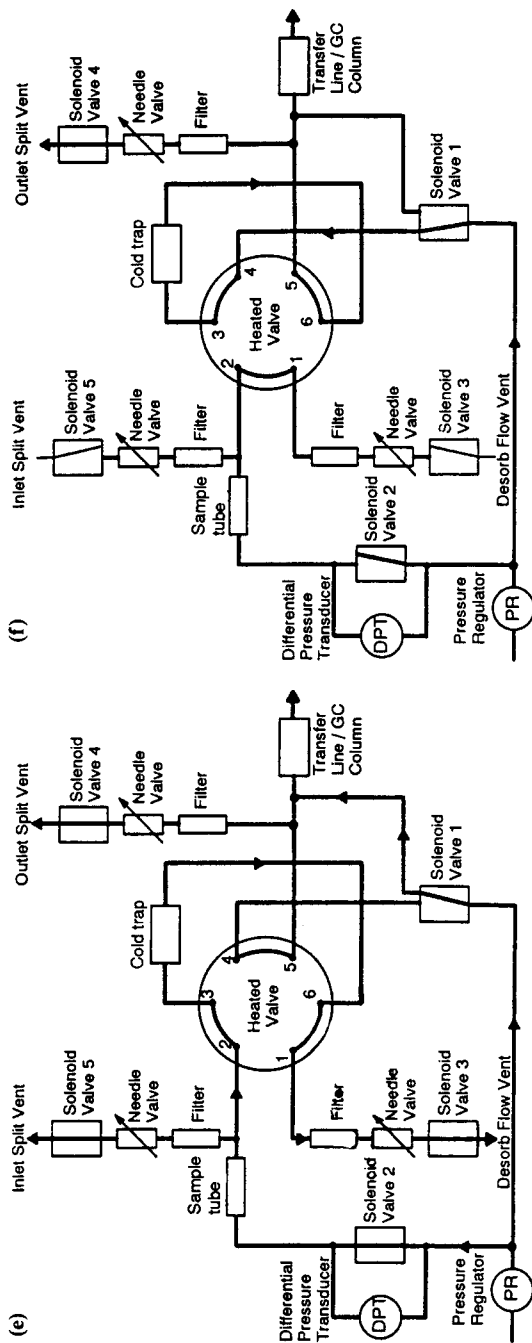 (e)
Inlet Split Vent
Solenoid
Valve 5
Needle
Valve
Filter
Sample
tube
Differential
Pressure
Transducer
DPT
Solenoid
Valve 2
Pressure
Regulator
PR
Cold trap
Heated
Valve
1
2
3
4
5
6
Filter
Needle
Valve
Solenoid
Valve 3
Desorb Flow Vent
Outlet Split Vent
Solenoid
Valve 4
Needle
Valve
Filter
Transfer
Line / GC
Column
Solenoid
Valve 1
(f)
Inlet Split Vent
Solenoid
Valve 5
Needle
Valve
Filter
Sample
tube
Differential
Pressure
Transducer
DPT
Solenoid
Valve 2
Pressure
Regulator
PR
Cold trap
Heated
Valve
1
2
3
4
5
6
Filter
Needle
Valve
Solenoid
Valve 3
Desorb Flow Vent
Outlet Split Vent
Solenoid
Valve 4
Needle
Valve
Filter
Transfer
Line / GC
Column
Solenoid
Valve 1